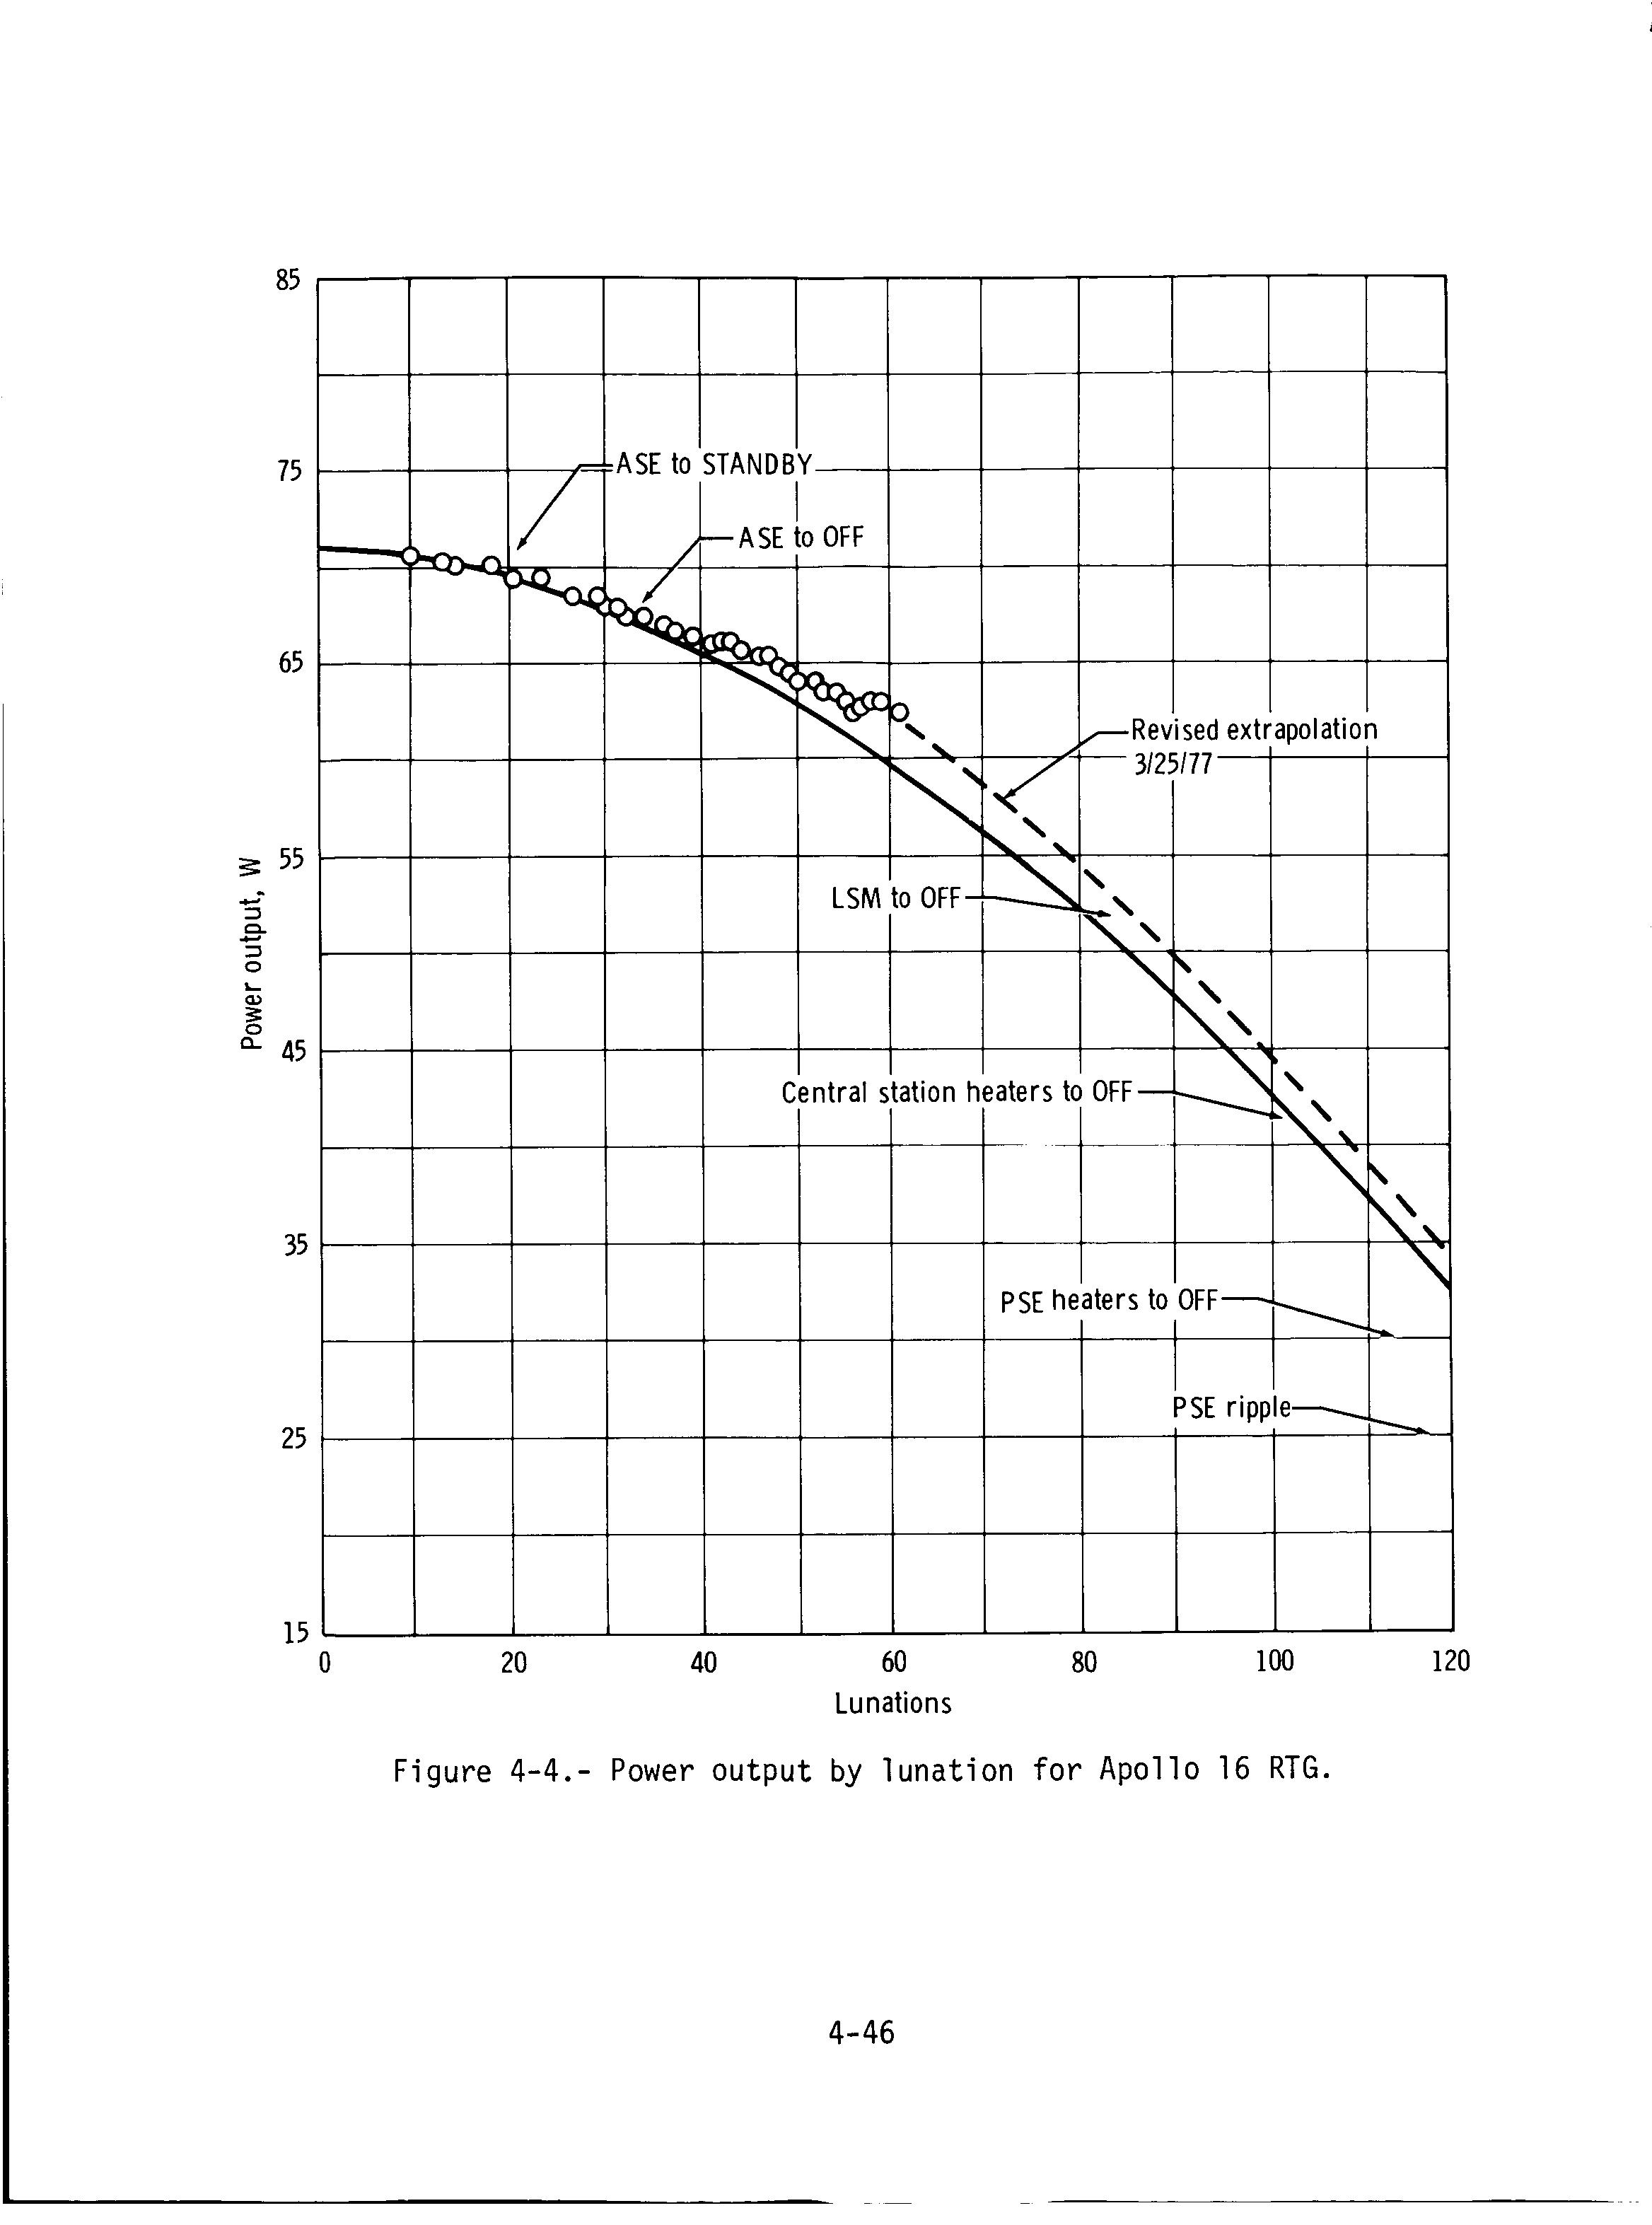 85
75
65
55
45
35
25
15
Power output, W
ASE to STANDBY
ASE to OFF
Revised extrapolation
3/25/77
LSM to OFF
Central station heaters to OFF
PSE heaters to OFF
PSE ripple
0 20 40 60 80 100 120
Lunations
Figure 4-4.- Power output by lunation for Apollo 16 RTG.
4-46